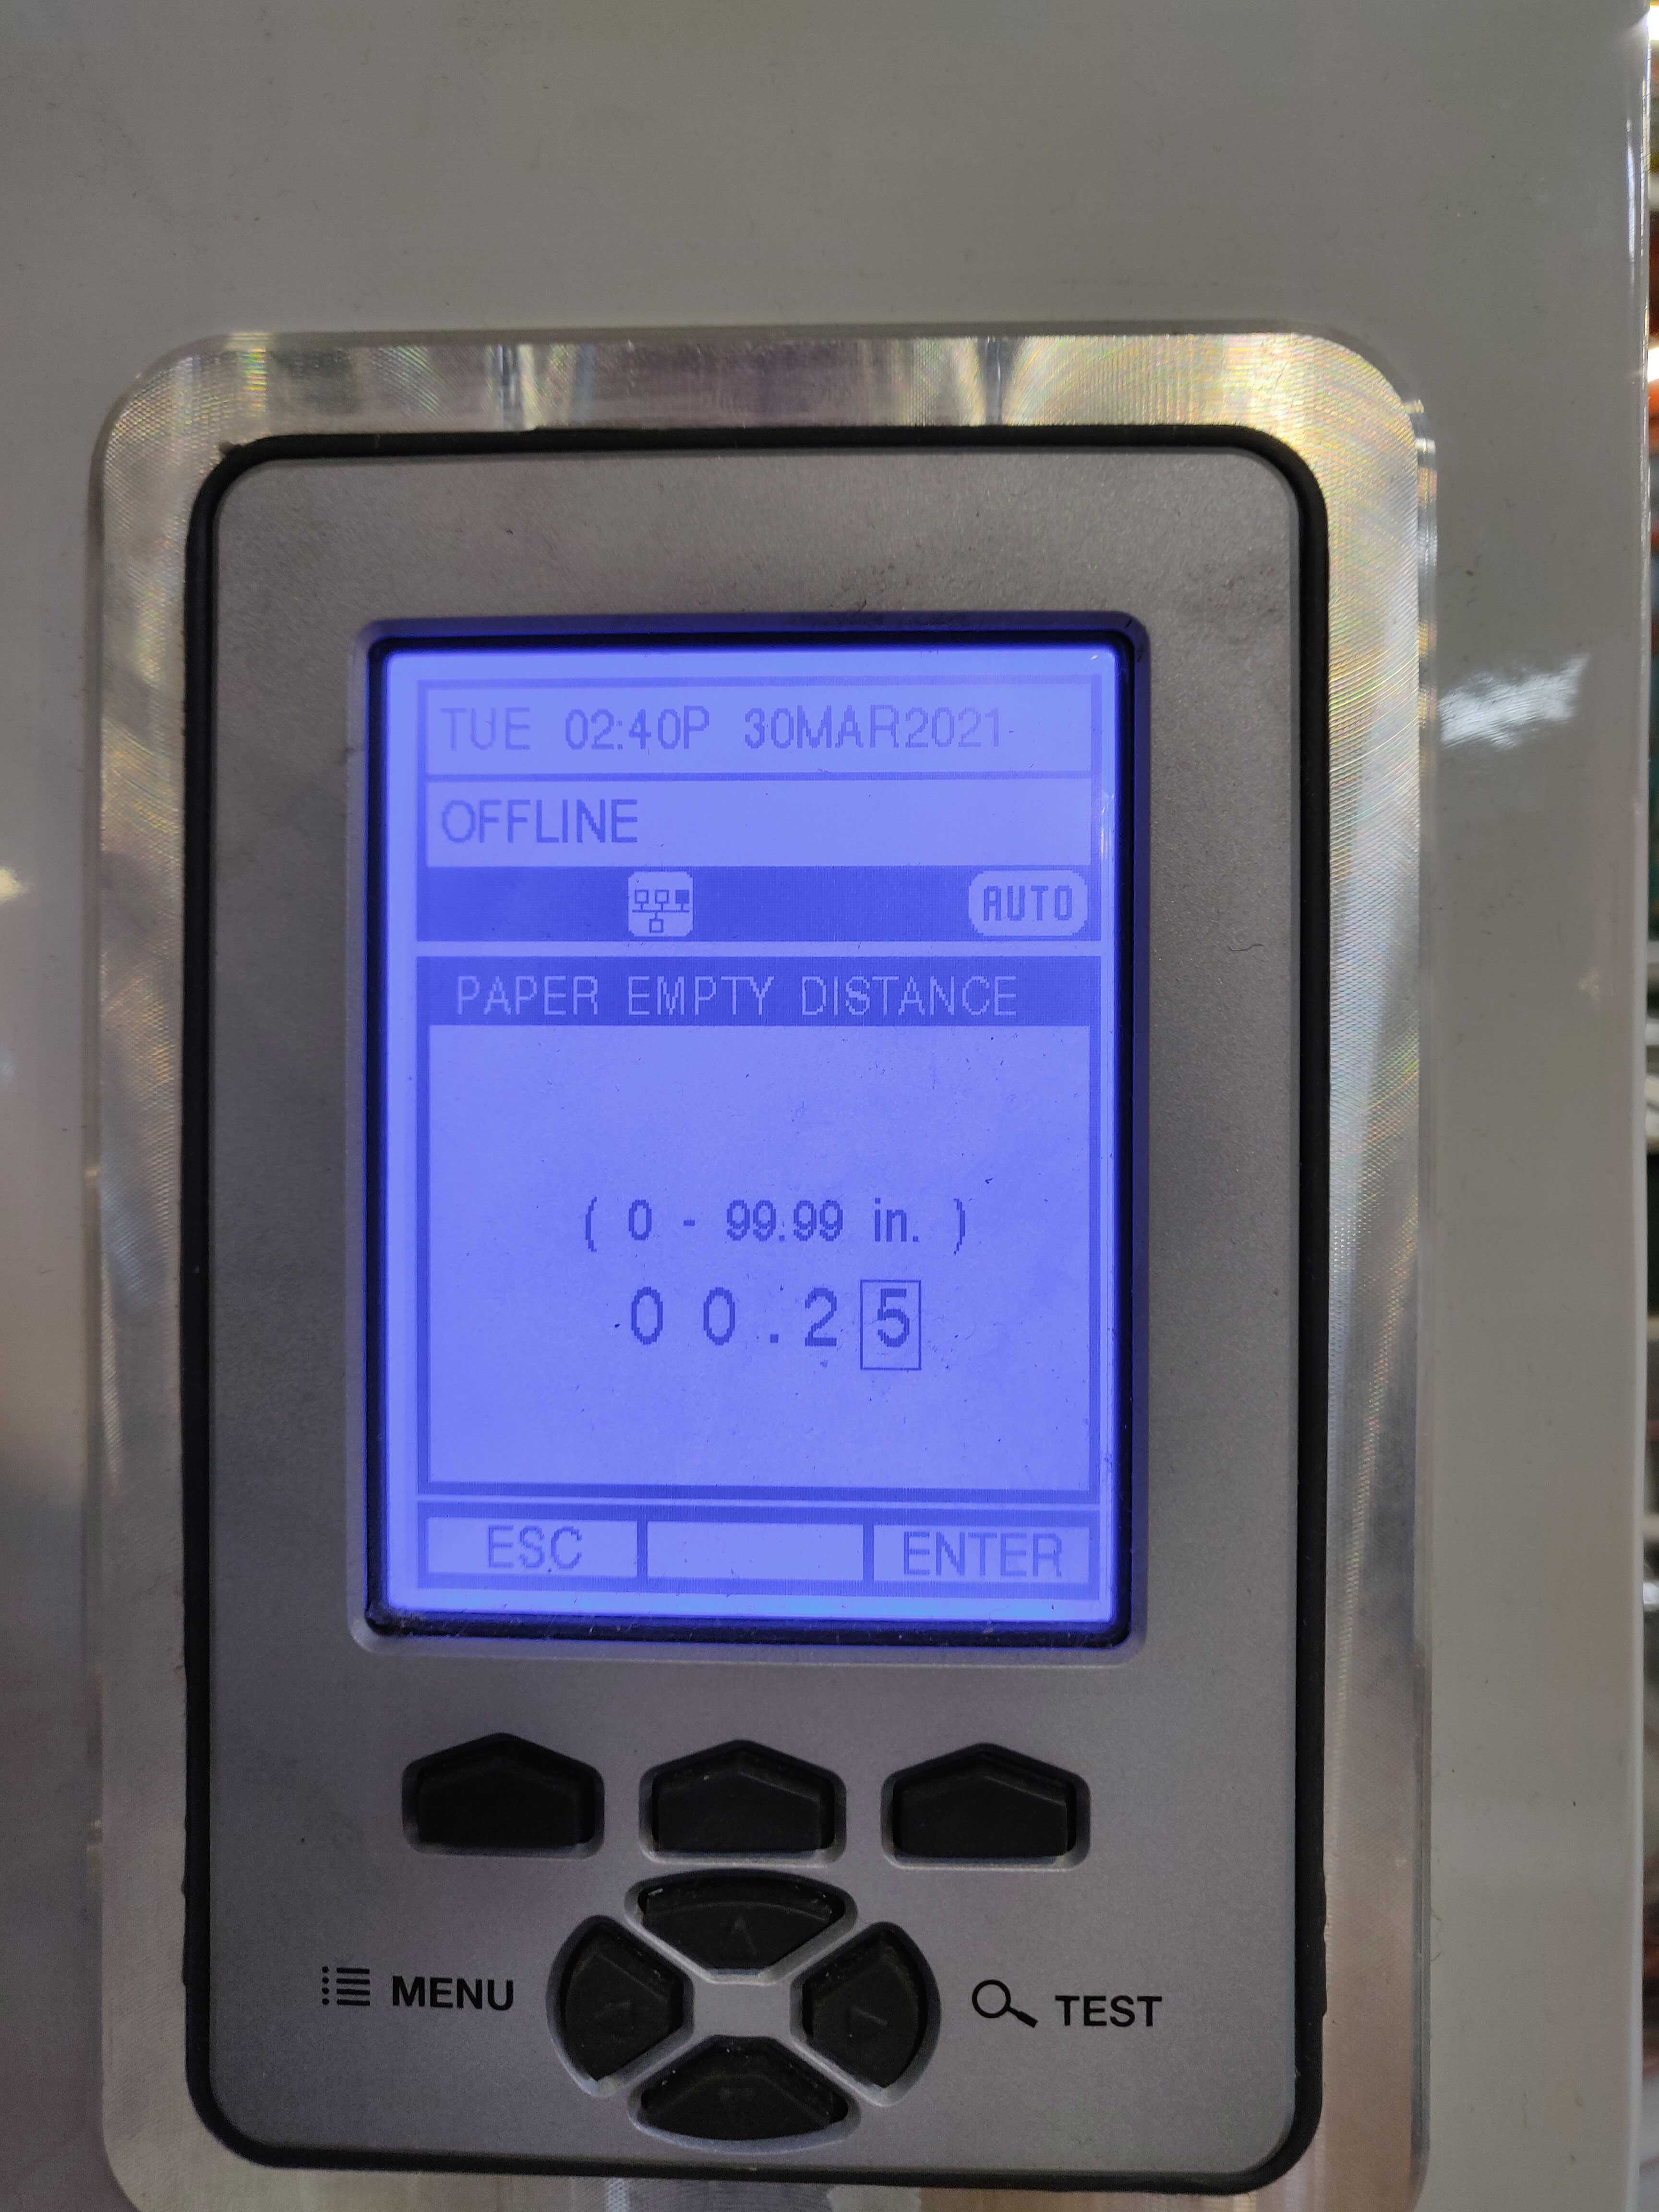 TUE 02:40P 30MAR2021
OFFLINE
AUTO
PAPER EMPTY DISTANCE
( 0 - 99.99 in. )
00.25
ESC ENTER
MENU TEST